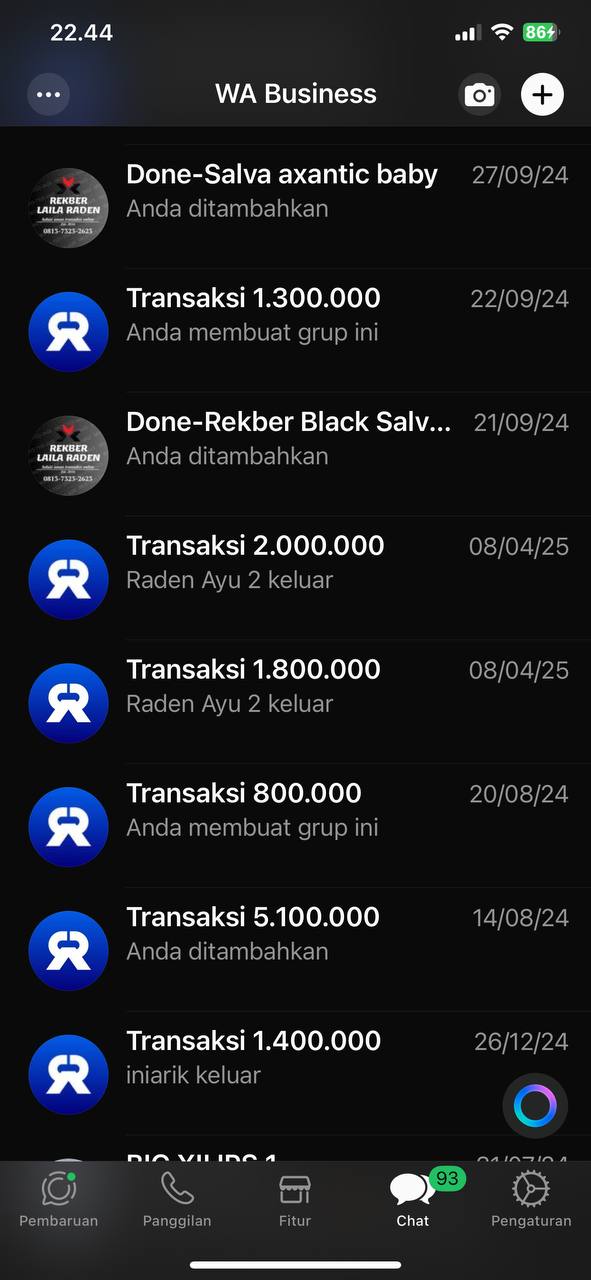 22.44
86
WA Business
Done-Salva axantic baby 27/09/24
Anda ditambahkan
REKBER
LAILA RADEN
0815-7325-2625
Transaksi 1.300.000 22/09/24
Anda membuat grup ini
Done-Rekber Black Salv... 21/09/24
Anda ditambahkan
REKBER
LAILA RADEN
0815-7325-2625
Transaksi 2.000.000 08/04/25
Raden Ayu 2 keluar
Transaksi 1.800.000 08/04/25
Raden Ayu 2 keluar
Transaksi 800.000 20/08/24
Anda membuat grup ini
Transaksi 5.100.000 14/08/24
Anda ditambahkan
Transaksi 1.400.000 26/12/24
iniarik keluar
93
Pembaruan Panggilan Fitur Chat Pengaturan